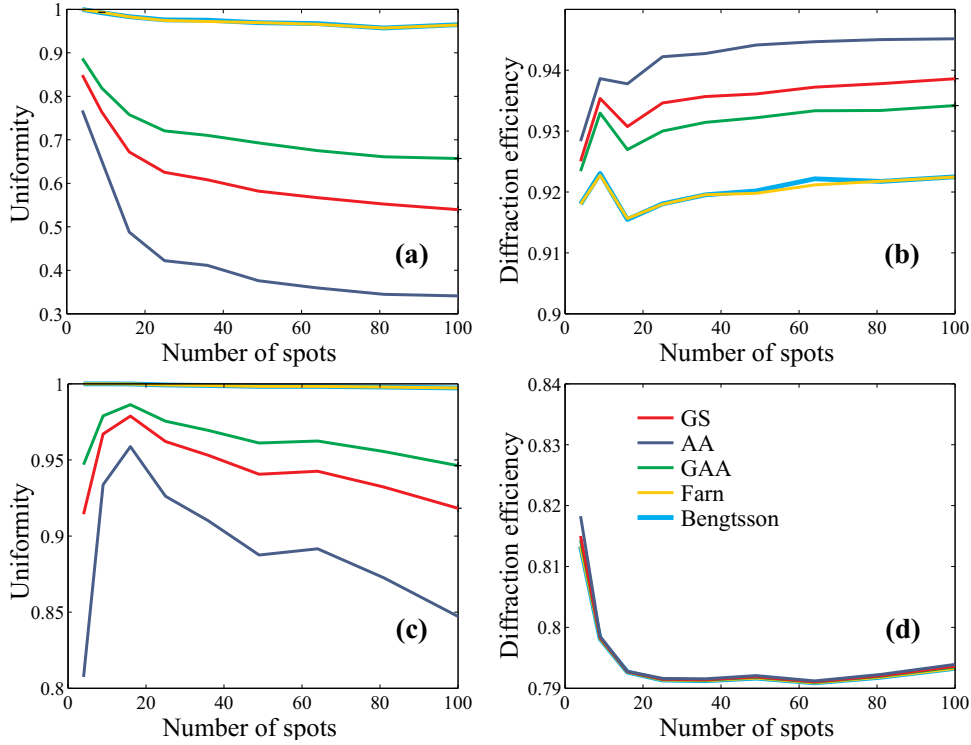 1
0.9
0.8
0.7
0.6
0.5
0.4
0.3
0 20 40 60 80 100
Uniformity
Number of spots
(a)
0.94
0.93
0.92
0.91
0.9
0 20 40 60 80 100
Diffraction efficiency
Number of spots
(b)
1
0.95
0.9
0.85
0.8
0 20 40 60 80 100
Uniformity
Number of spots
(c)
0.84
0.83
0.82
0.81
0.8
0.79
0 20 40 60 80 100
Diffraction efficiency
Number of spots
GS
AA
GAA
Farn
Bengtsson
(d)